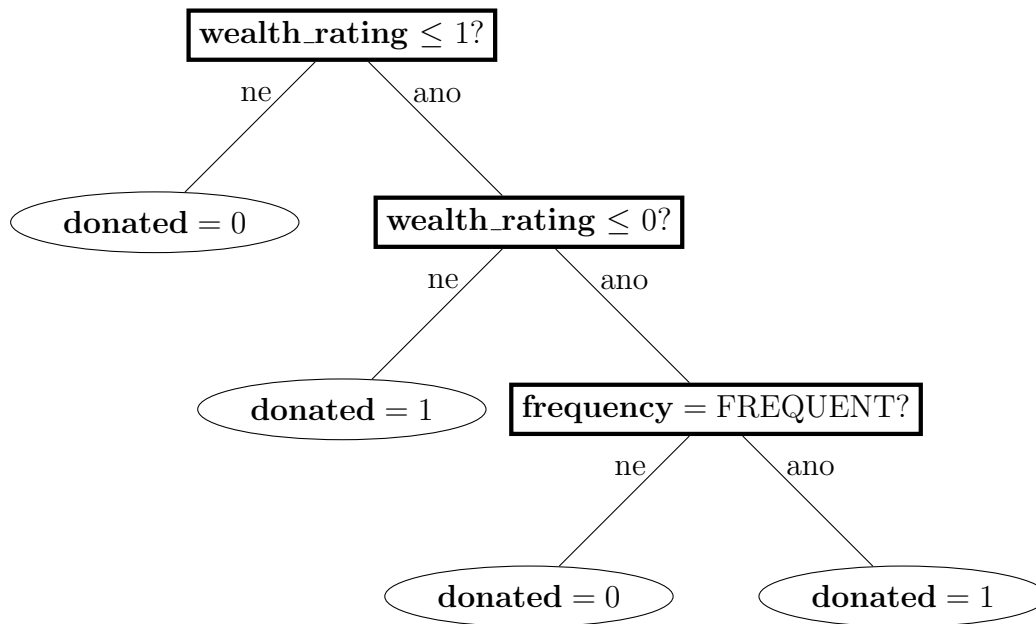 wealth_rating ≤ 1?
ne
ano
donated = 0
wealth_rating ≤ 0?
ne
ano
donated = 1
frequency = FREQUENT?
ne
ano
donated = 0
donated = 1